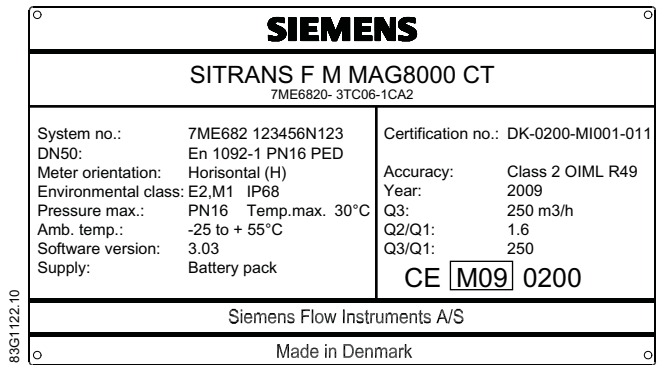 SIEMENS
SITRANS F M MAG8000 CT
7ME6820- 3TC06-1CA2
System no.: 7ME682 123456N123
DN50: En 1092-1 PN16 PED
Meter orientation: Horisontal (H)
Environmental class: E2,M1 IP68
Pressure max.: PN16 Temp.max. 30°C
Amb. temp.: -25 to + 55°C
Software version: 3.03
Supply: Battery pack
Certification no.: DK-0200-MI001-011
Accuracy: Class 2 OIML R49
Year: 2009
Q3: 250 m3/h
Q2/Q1: 1.6
Q3/Q1: 250
CE M09 0200
Siemens Flow Instruments A/S
Made in Denmark
83G1122.10